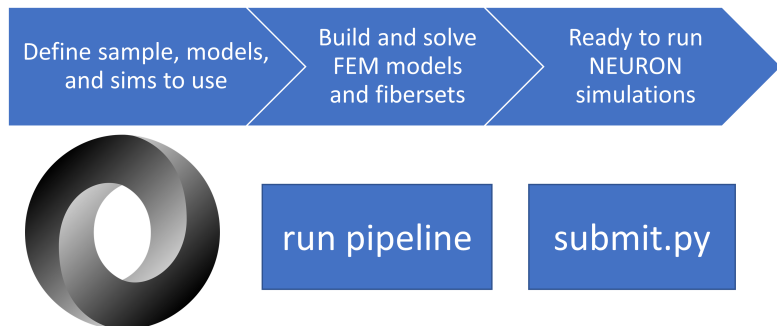 Define sample, models,
and sims to use
Build and solve
FEM models
and fibersets
Ready to run
NEURON
simulations
run pipeline
submit.py